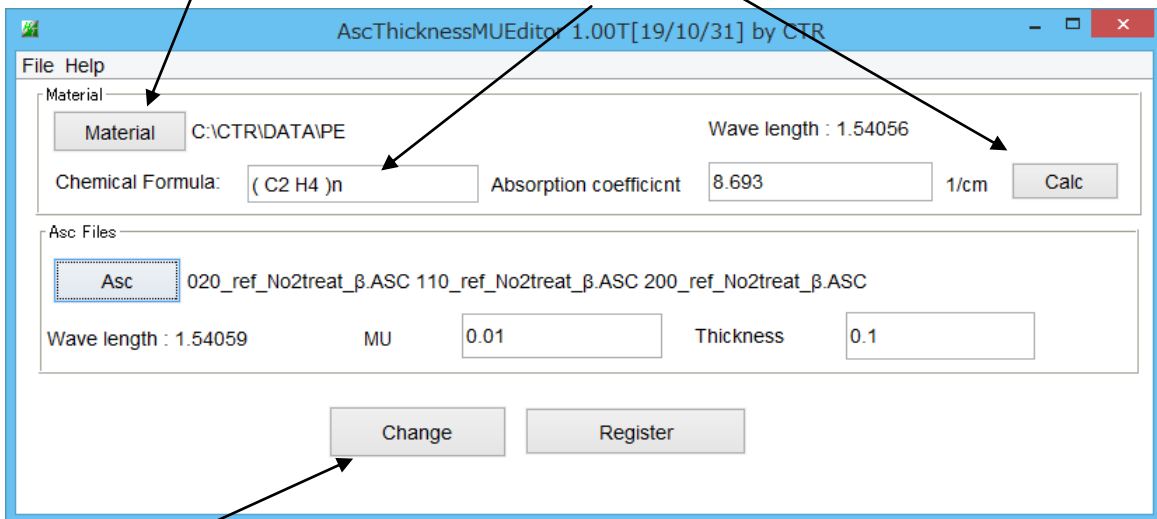 AscThicknessMUEditor 1.00T[19/10/31] by CTR
File Help
Material
Material C:\CTR\DATA\PE Wave length : 1.54056
Chemical Formula: ( C2 H4 )n Absorption coefficicnt 8.693 1/cm Calc
Asc Files
Asc 020_ref_No2treat_β.ASC 110_ref_No2treat_β.ASC 200_ref_No2treat_β.ASC
Wave length : 1.54059 MU 0.01 Thickness 0.1
Change Register